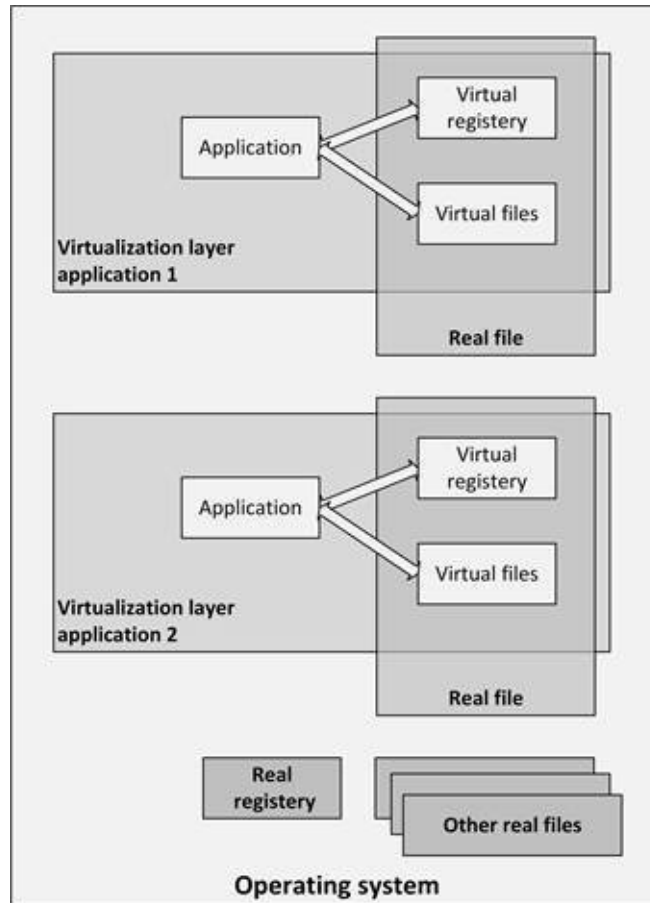 Virtual
registery
Application
Virtual files
Virtualization layer
application 1
Real file
Virtual
registery
Application
Virtual files
Virtualization layer
application 2
Real file
Real
registery
Other real files
Operating system